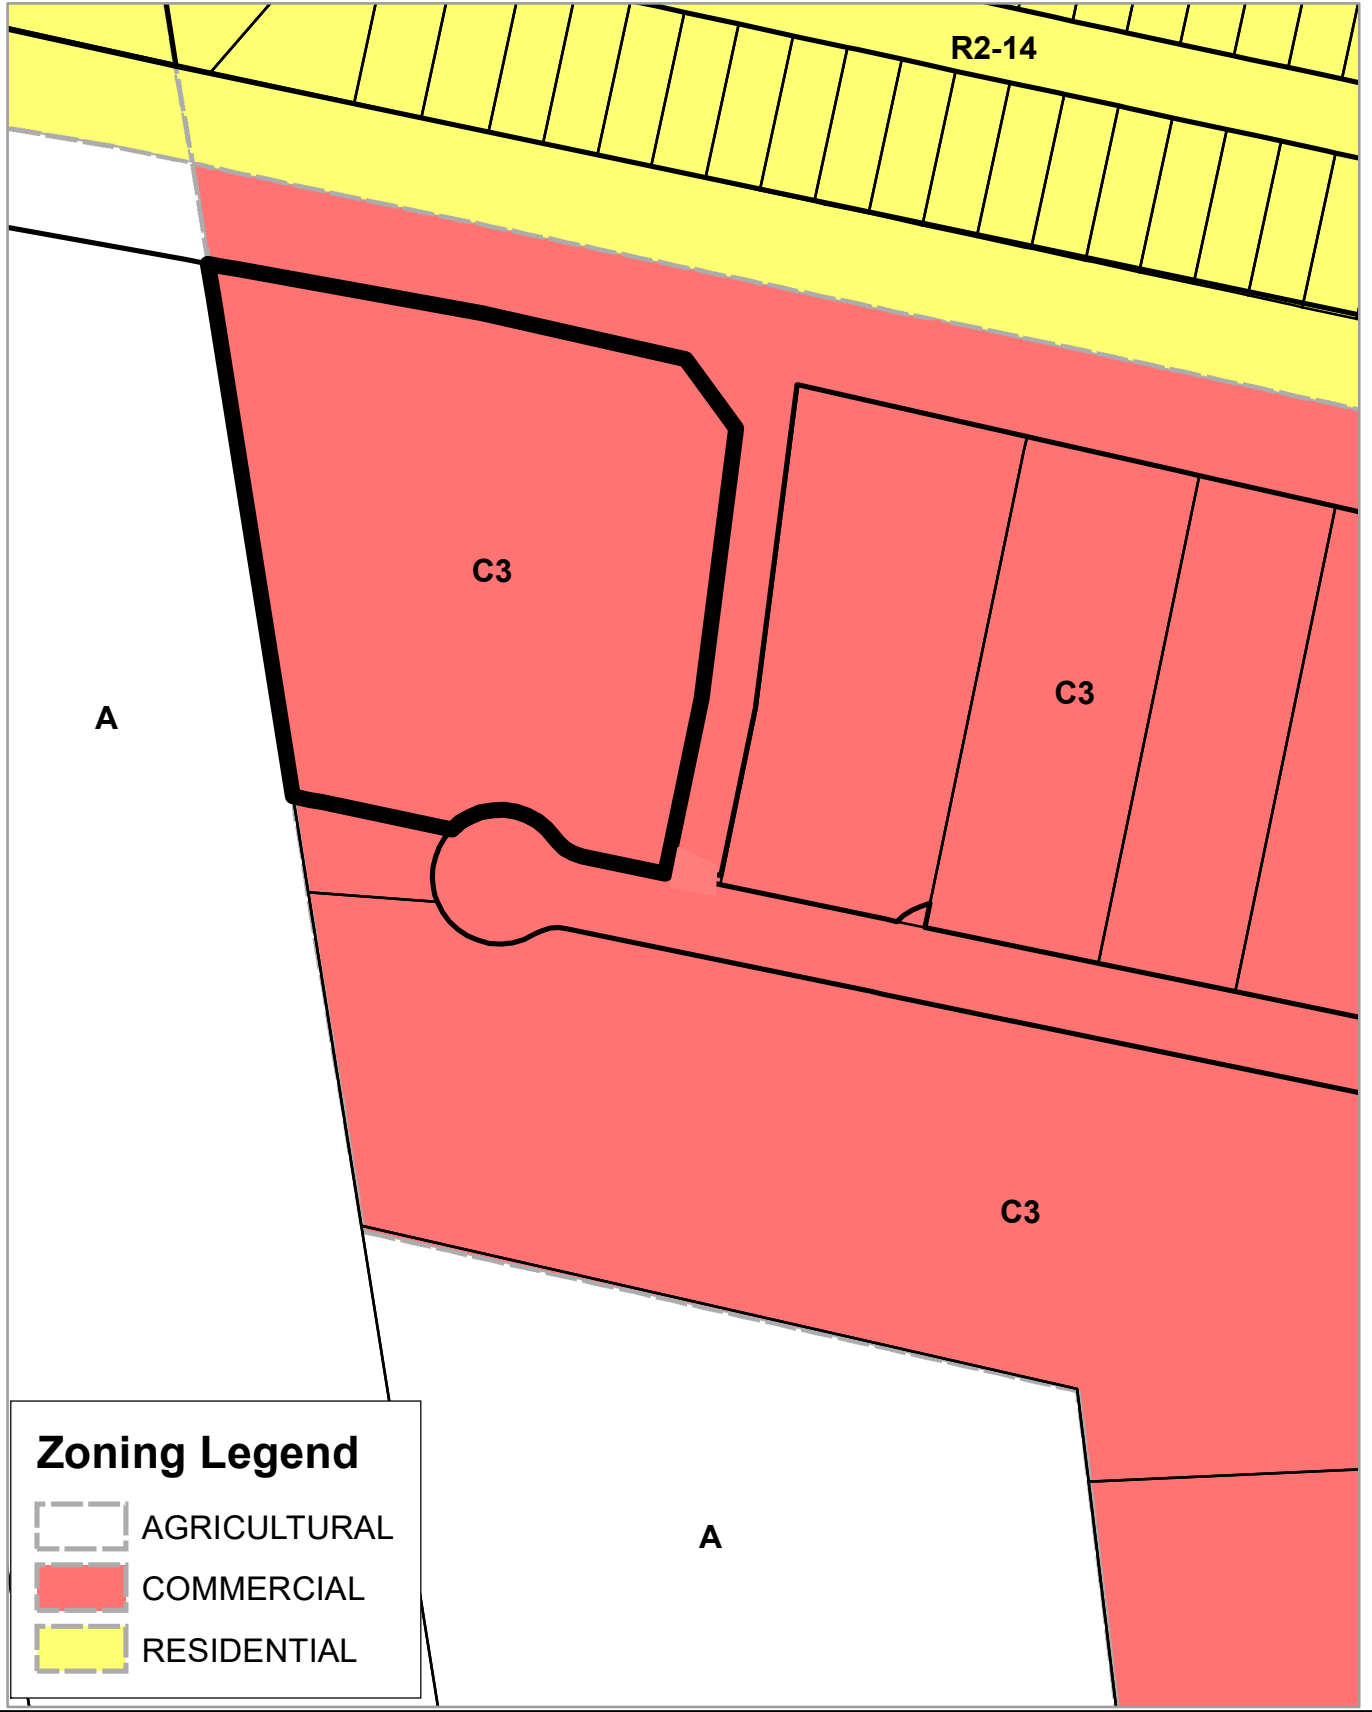 R2-14
C3
C3
A
C3
Zoning Legend
AGRICULTURAL
COMMERCIAL
RESIDENTIAL
A